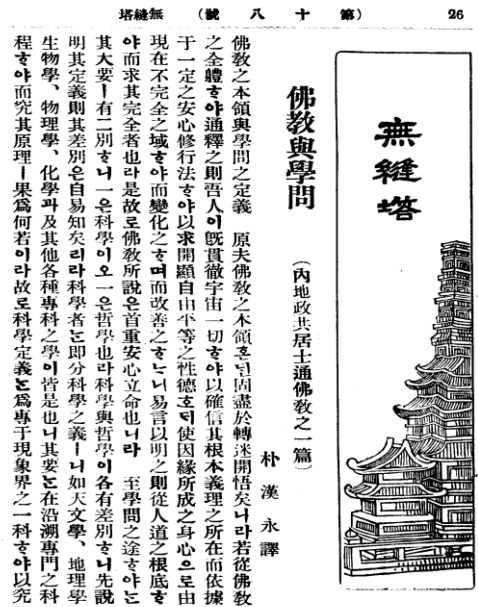 26
（第十八號）
無縫塔
無縫塔
佛敎與學問
（內地政共居士通佛敎之一篇）
朴漢永譯
佛敎之本領與學問之定義　原夫佛敎之本領ᄒᆞᆫ딘固盡於轉迷開悟矣나라若從佛敎
之全體ᄒᆞ야通釋之則吾人이旣貫徹宇宙一切ᄒᆞ야以確信其根本義理之所在而依據
于一定之安心修行法ᄒᆞ야以求開顯自由平等之性德호ᄃᆡ使因緣所成之身心으로由
現在不完全之域ᄒᆞ야而變化之ᄒᆞ며而改善之ᄒᆞᄂᆞ니易言以明之則從人道之根底ᄒᆞ
야而求其完全者也라是故로佛敎所說은首重安心立命也니라　至學問之途ᄒᆞ야ᄂᆞᆫ
其大要ㅣ有二別ᄒᆞ니一은科學이오一은哲學也라科學與哲學이各有差別ᄒᆞ니先說
明其定義則其差別은自易知矣리라科學者ᄂᆞᆫ卽分科學之義ㅣ니如天文學、地理學
生物學、物理學、化學과及其他各種專科之學이皆是也니其要ᄂᆞᆫ在沿溯專門之科
程ᄒᆞ야而究其原理ㅣ果爲何若이라故로科學定義ᄂᆞᆫ爲專于現象界之一科ᄒᆞ야以究